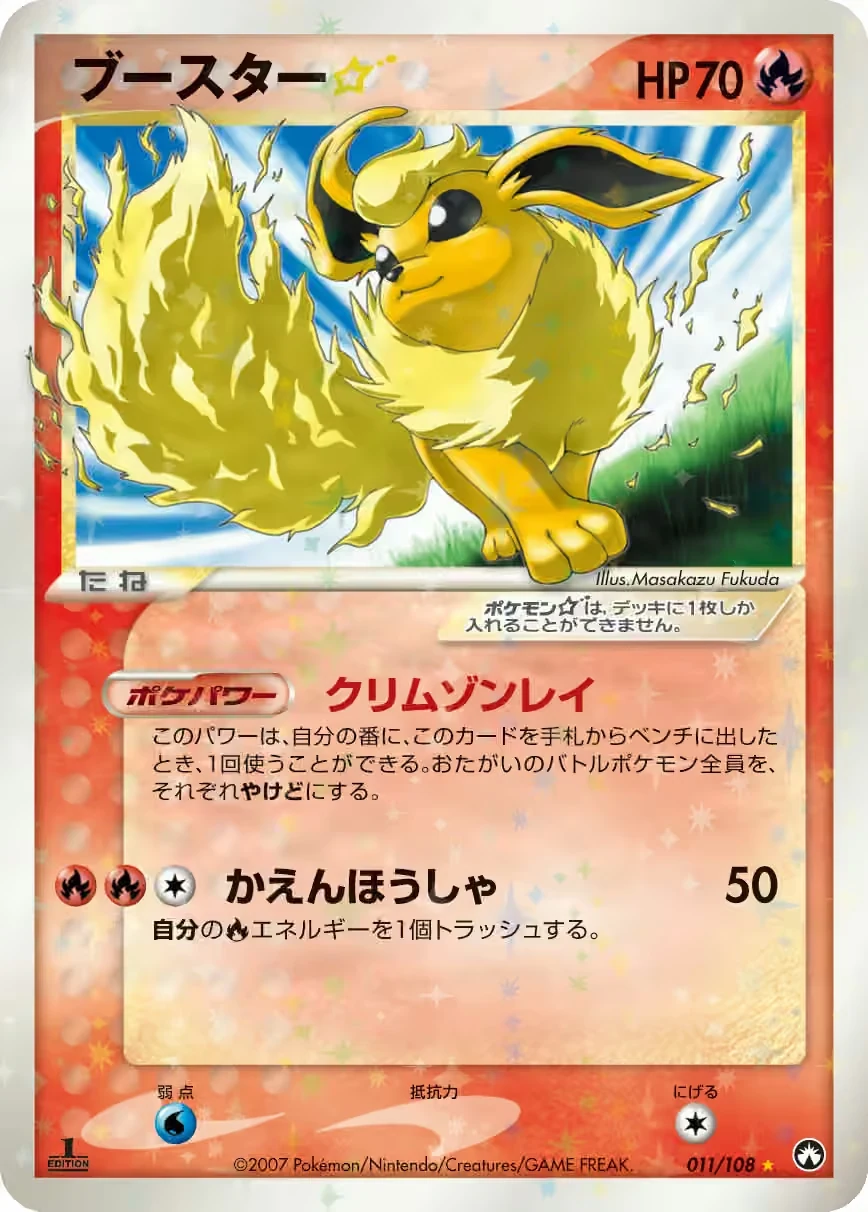 ブースター☆
HP70
たね
Illus.Masakazu Fukuda
ポケモン☆は、デッキに1枚しか
入れることができません。
ポケパワー クリムゾンレイ
このパワーは、自分の番に、このカードを手札からベンチに出した
とき、1回使うことができる。おたがいのバトルポケモン全員を、
それぞれやけどにする。
かえんほうしゃ 50
自分のエネルギーを1個トラッシュする。
弱点 抵抗力 にげる
1
EDITION
©2007 Pokémon/Nintendo/Creatures/GAME FREAK.
011/108 ★